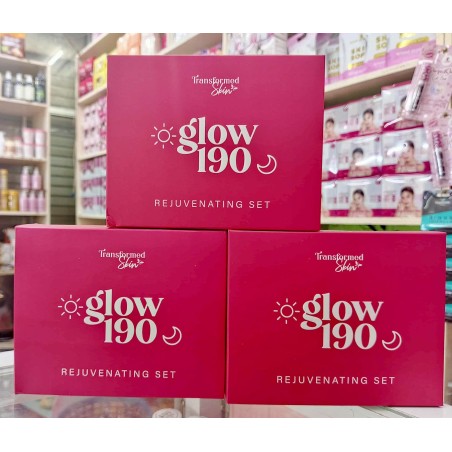 Transformed
Skin
glow
190
REJUVENATING SET
Transformed
Skin
glow
190
REJUVENATING SET
Transformed
Skin
glow
190
REJUVENATING SET